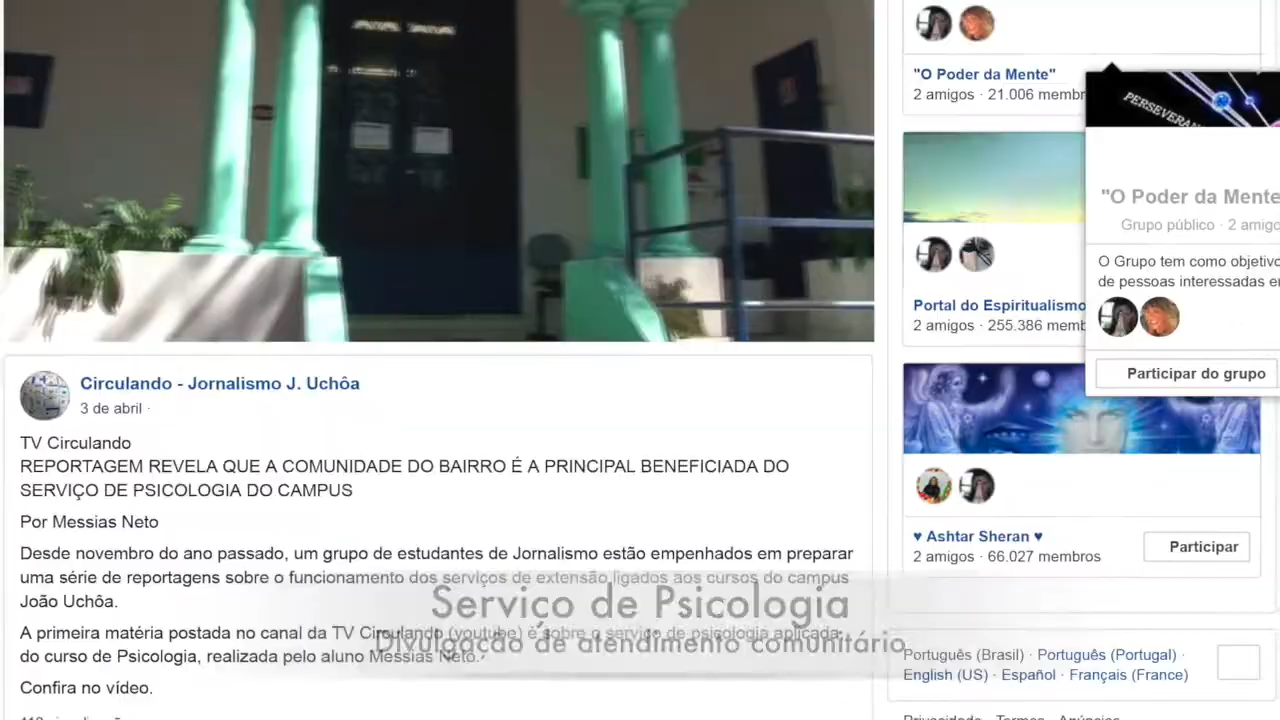 "O Poder da Mente"
2 amigos · 21.006
PERSEVERAN
"O Poder da Mente
Grupo público · 2 amigo
O Grupo tem como objetivo
de pessoas interessadas e
Participar do grupo
Portal do Espiritualismo
2 amigos · 255.386
♥ Ashtar Sheran ♥
2 amigos · 66.027 membros
Participar
Circulando - Jornalismo J. Uchôa
3 de abril ·
TV Circulando
REPORTAGEM REVELA QUE A COMUNIDADE DO BAIRRO É A PRINCIPAL BENEFICIADA DO
SERVIÇO DE PSICOLOGIA DO CAMPUS
Por Messias Neto
Desde novembro do ano passado, um grupo de estudantes de Jornalismo estão empenhados em preparar
uma série de reportagens sobre o funcionamento dos serviços de extensão ligados aos cursos do campus
João Uchôa.
A primeira matéria postada no canal da TV Circulando (youtube) é sobre o serviço de psicologia aplicada
do curso de Psicologia, realizada pelo aluno Messias Neto.
Confira no vídeo.
Serviço de Psicologia
Divulgação de atendimento comunitário
Português (Brasil) · Português (Portugal) ·
English (US) · Español · Français (France)
Privacidade · Termos · Anúncios